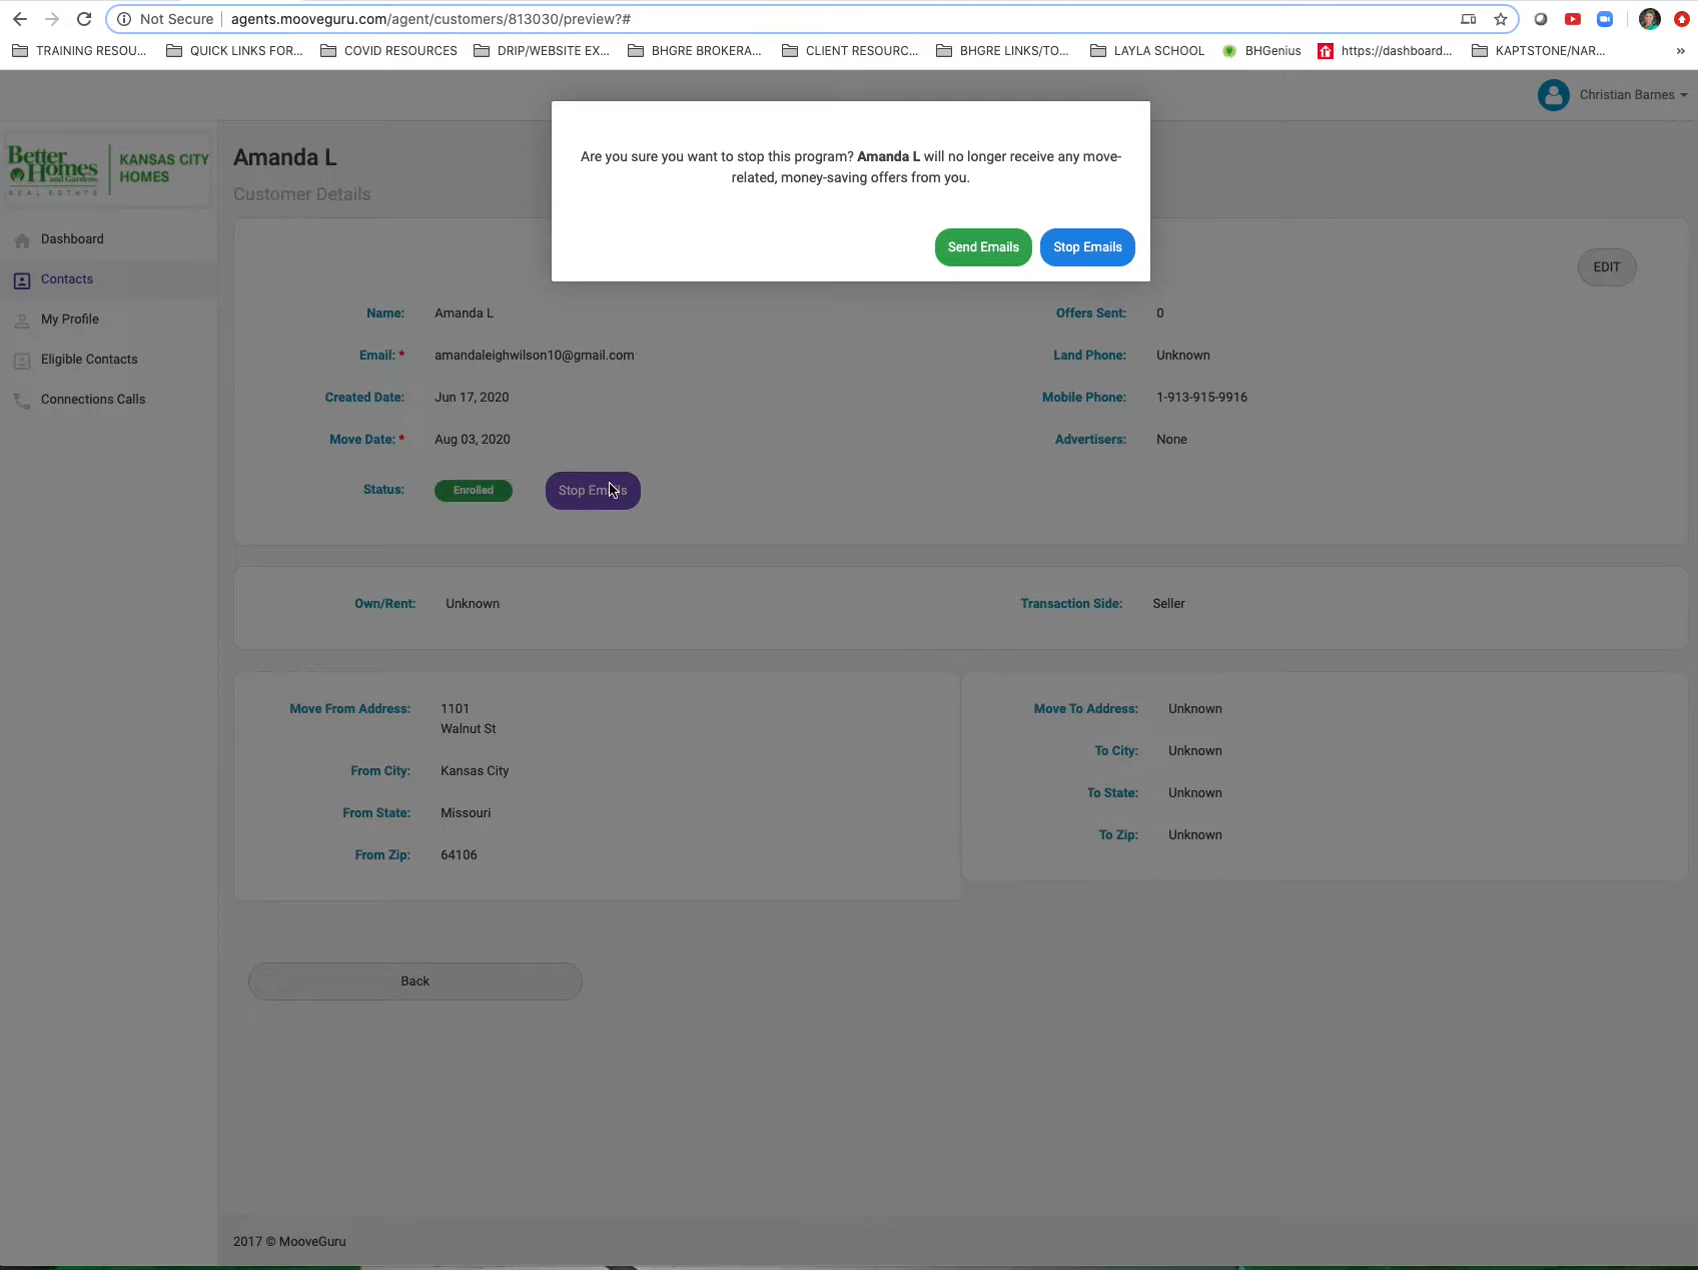 Not Secure
agents.mooveguru.com/agent/customers/813030/preview?#
TRAINING RESOU...
QUICK LINKS FOR...
COVID RESOURCES
DRIP/WEBSITE EX...
BHGRE BROKERA...
CLIENT RESOURC...
BHGRE LINKS/TO...
LAYLA SCHOOL
BHGenius
https://dashboard...
KAPTSTONE/NAR...
»
Christian Barnes
Better
Homes
and Gardens
REAL ESTATE
KANSAS CITY
HOMES
Dashboard
Contacts
My Profile
Eligible Contacts
Connections Calls
Amanda L
Customer Details
Are you sure you want to stop this program? Amanda L will no longer receive any move-
related, money-saving offers from you.
Send Emails
Stop Emails
EDIT
Name: Amanda L
Offers Sent: 0
Email: * amandaleighwilson10@gmail.com
Land Phone: Unknown
Created Date: Jun 17, 2020
Mobile Phone: 1-913-915-9916
Move Date: * Aug 03, 2020
Advertisers: None
Status: Enrolled Stop Emails
Own/Rent: Unknown
Transaction Side: Seller
Move From Address: 1101
Walnut St
From City: Kansas City
From State: Missouri
From Zip: 64106
Move To Address: Unknown
To City: Unknown
To State: Unknown
To Zip: Unknown
Back
2017 © MooveGuru